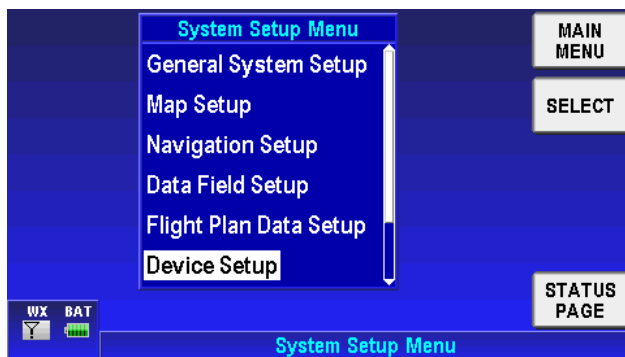 System Setup Menu
General System Setup
Map Setup
Navigation Setup
Data Field Setup
Flight Plan Data Setup
Device Setup
MAIN
MENU
SELECT
STATUS
PAGE
WX BAT
System Setup Menu